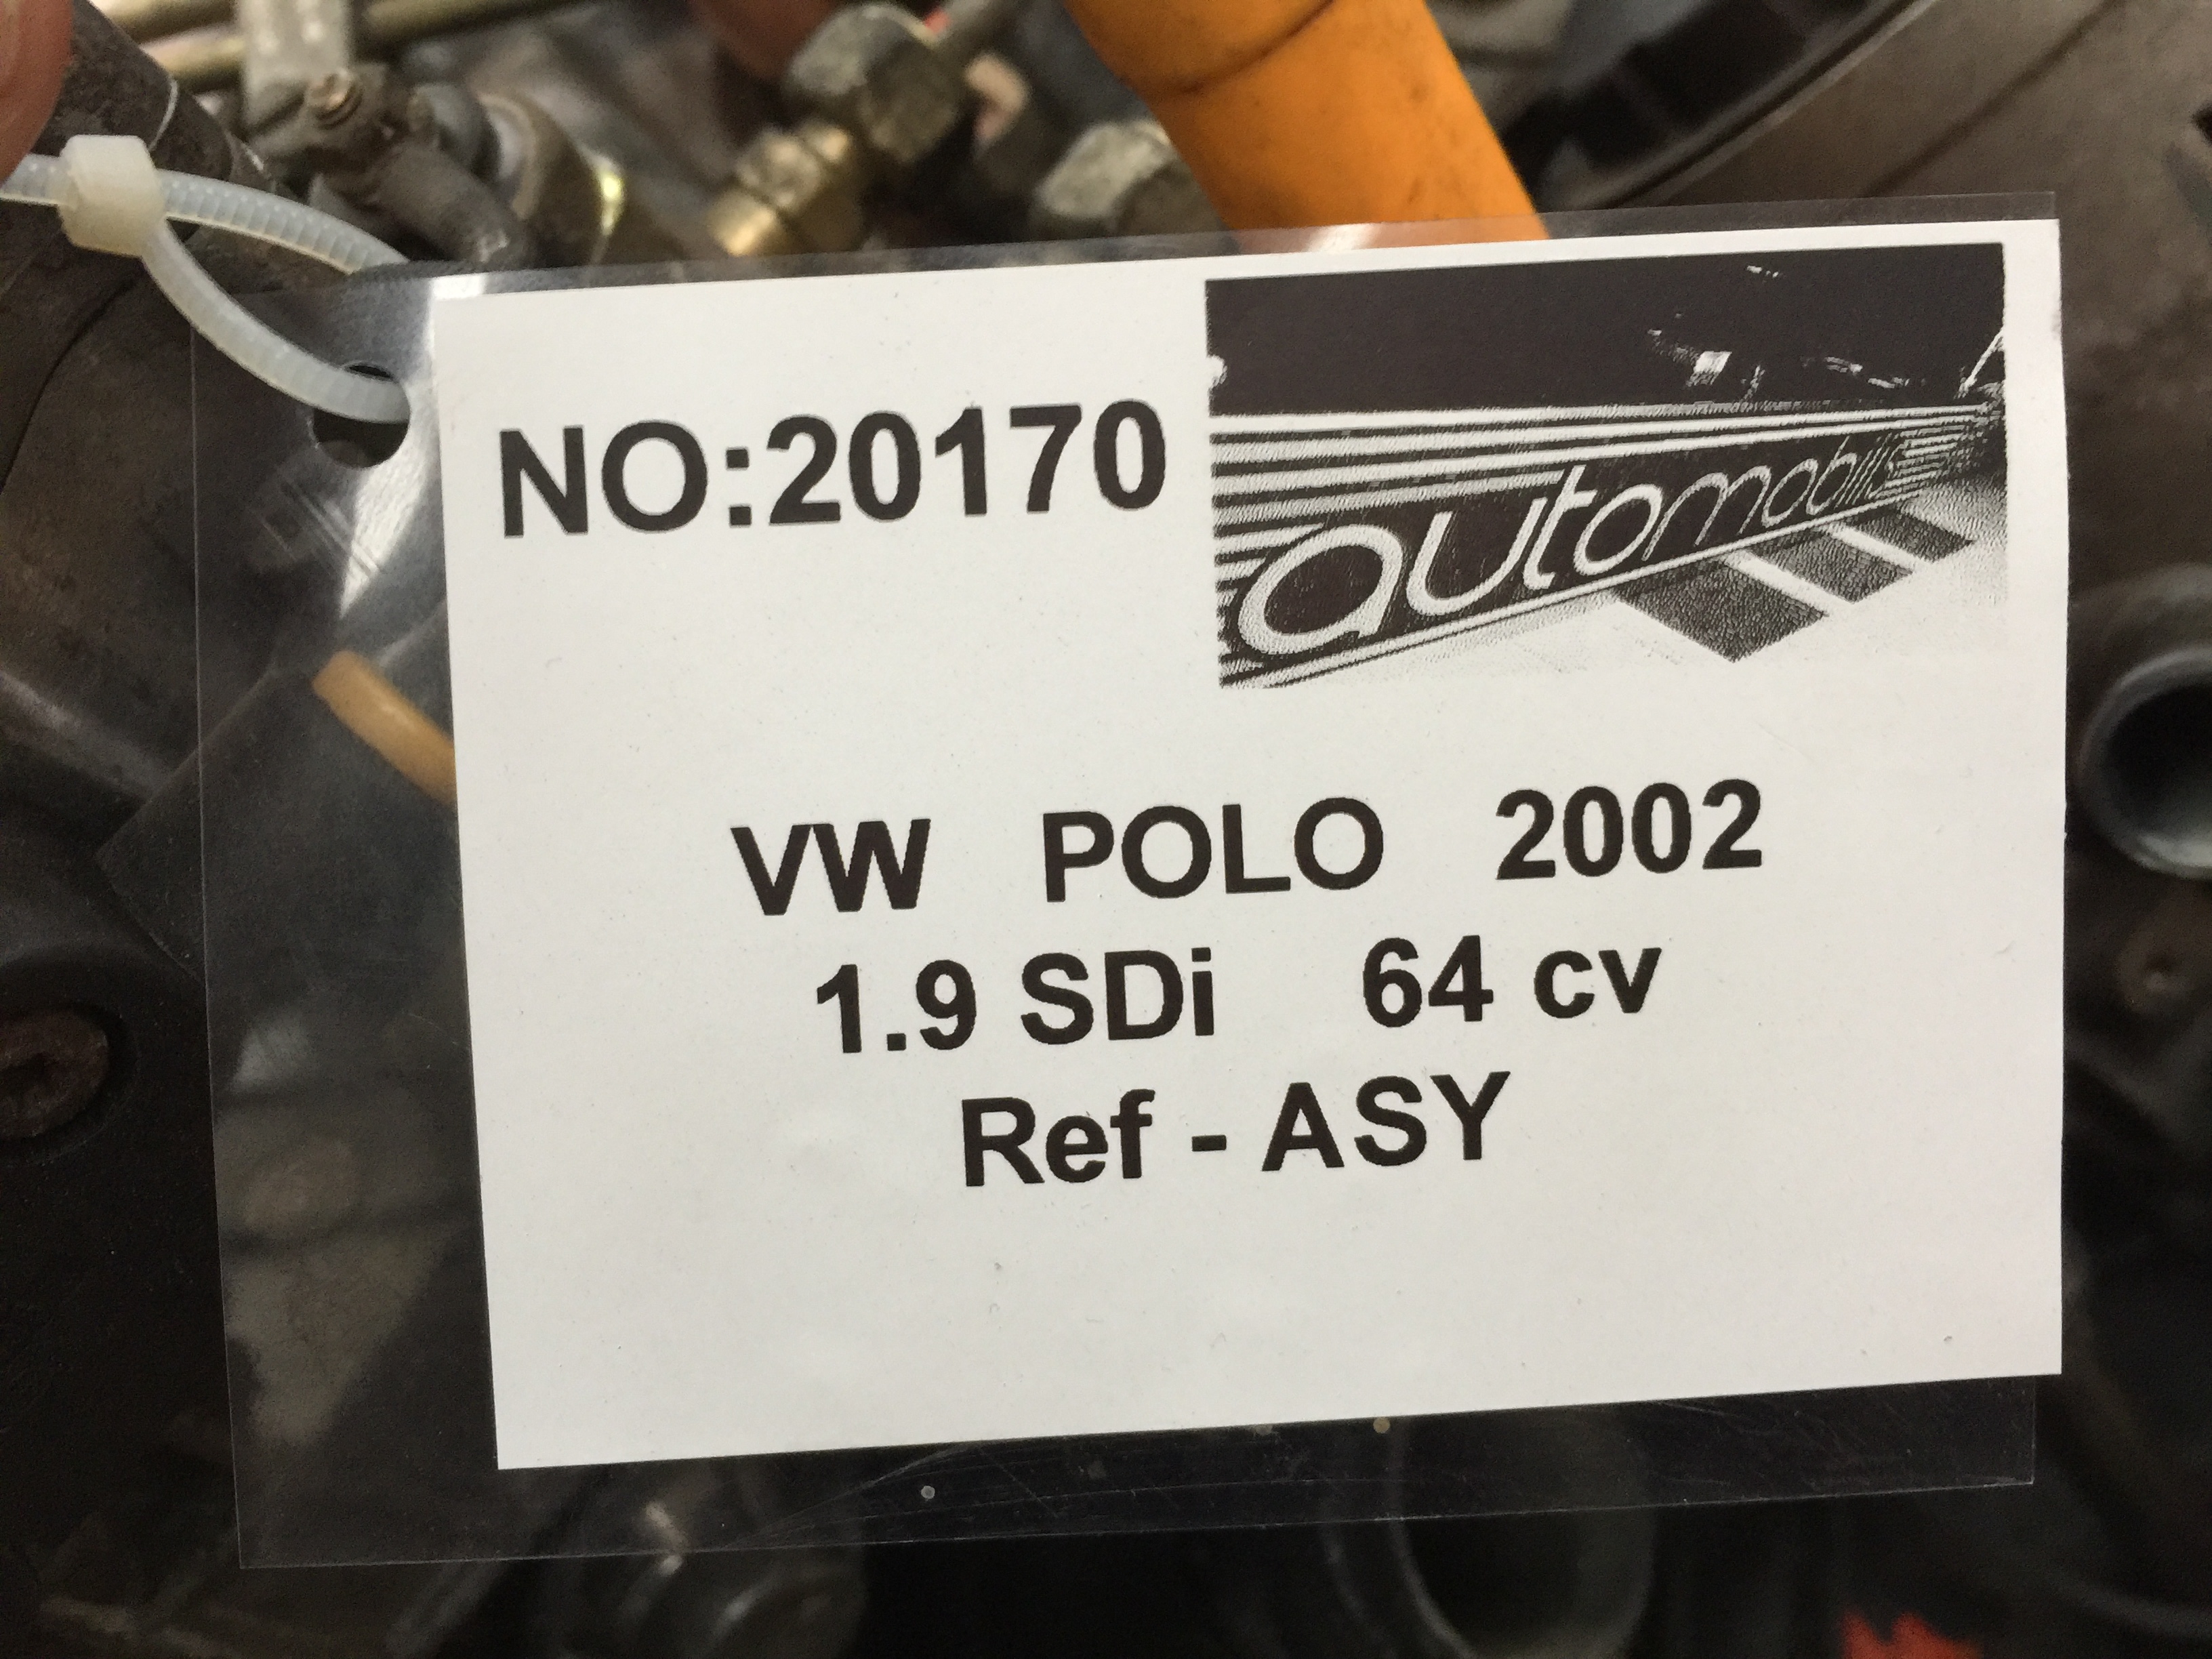 NO:20170
automobilis
VW POLO 2002
1.9 SDi 64 cv
Ref - ASY